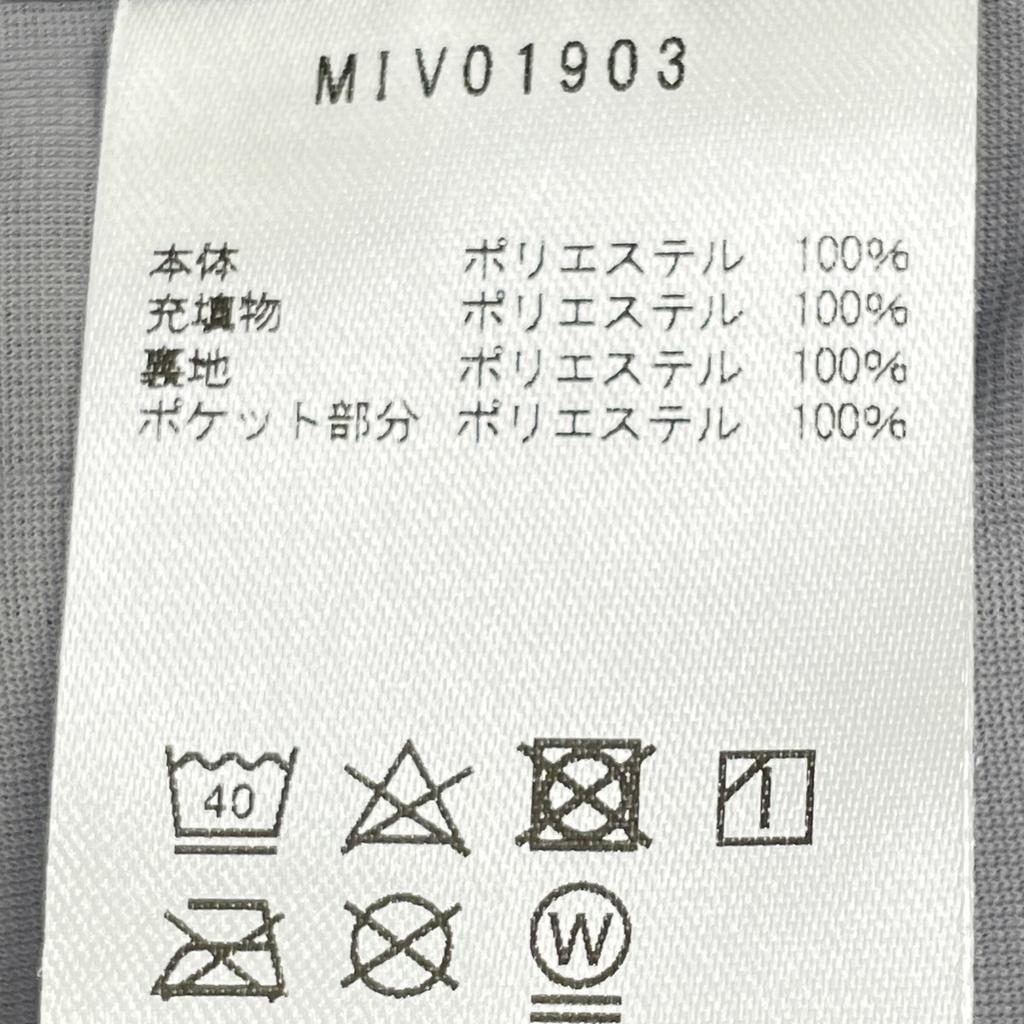 MIV01903
本体 ポリエステル 100%
充填物 ポリエステル 100%
裏地 ポリエステル 100%
ポケット部分 ポリエステル 100%
40
W